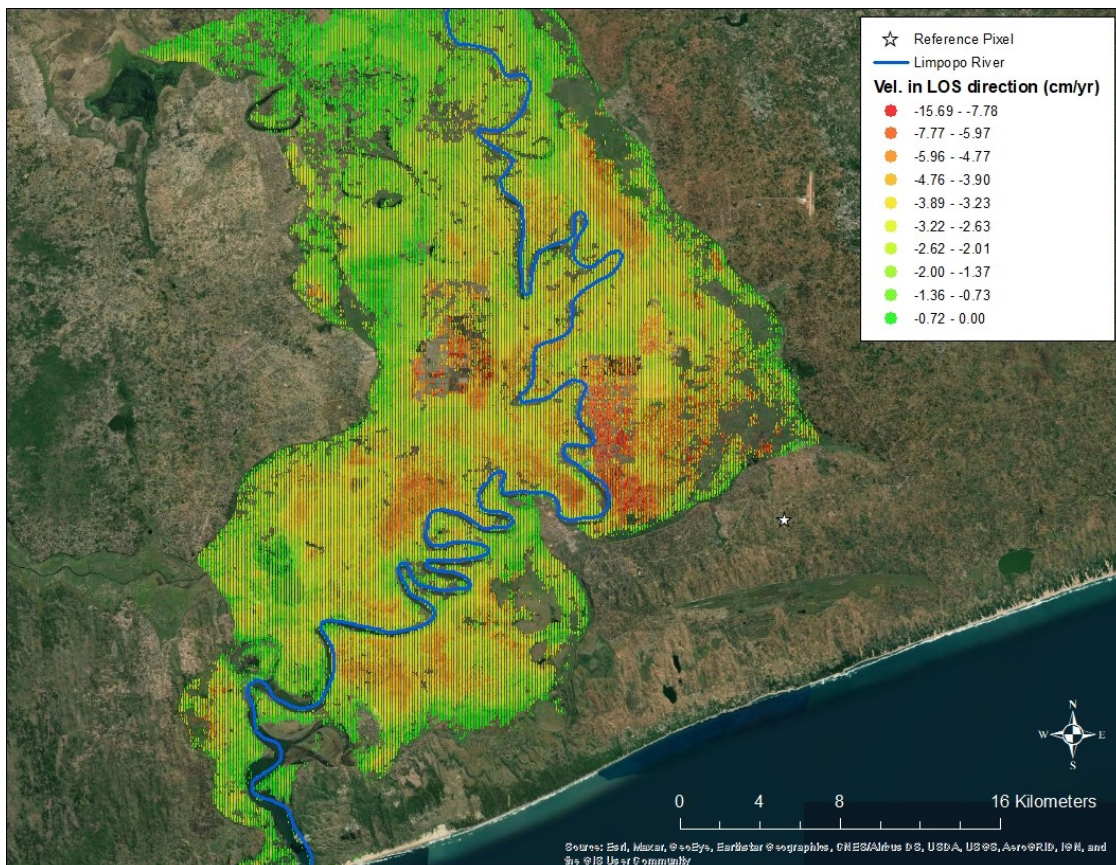 Reference Pixel
Limpopo River
Vel. in LOS direction (cm/yr)
-15.69 - -7.78
-7.77 - -5.97
-5.96 - -4.77
-4.76 - -3.90
-3.89 - -3.23
-3.22 - -2.63
-2.62 - -2.01
-2.00 - -1.37
-1.36 - -0.73
-0.72 - 0.00
N
W E
S
0 4 8 16 Kilometers
Source: Esri, Maxar, GeoEye, Earthstar Geographics, CNES/Airbus DS, USDA, USGS, AeroGRID, IGN, and
the GIS User Community